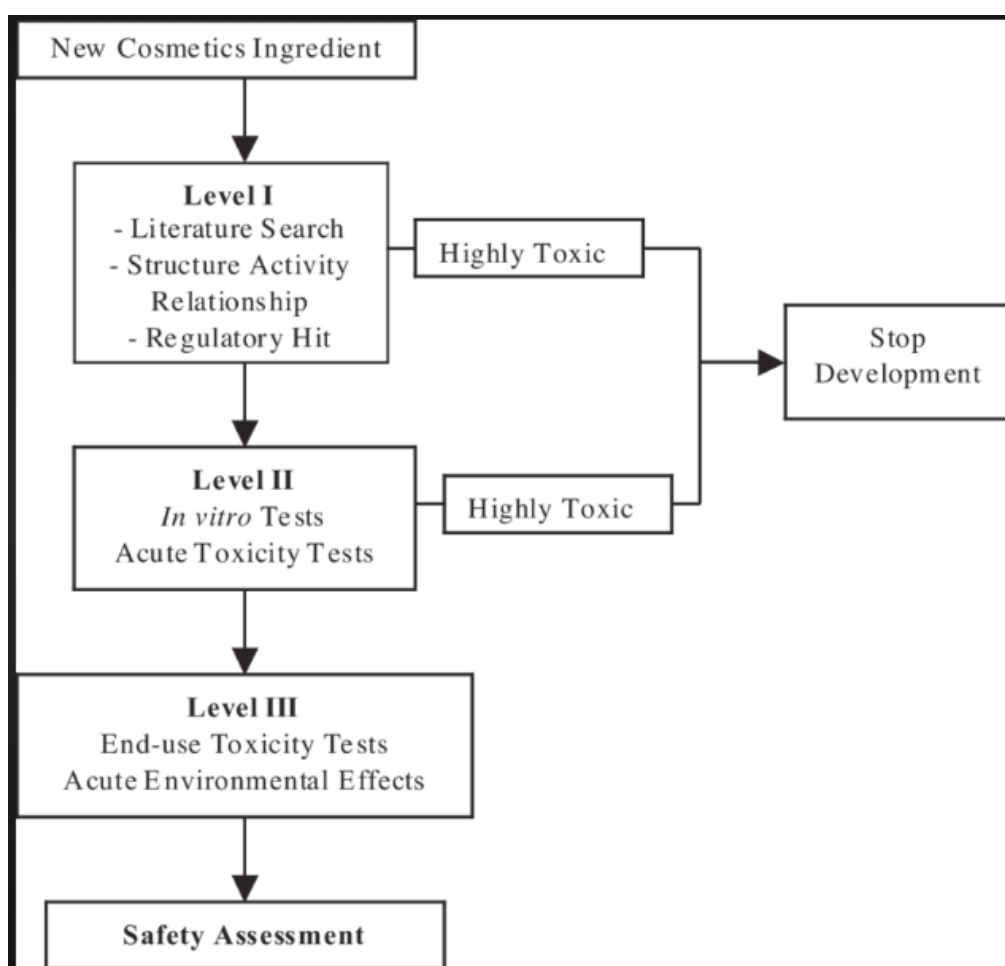 New Cosmetics Ingredient
Level I
- Literature Search
- Structure Activity
Relationship
- Regulatory Hit
Highly Toxic
Stop
Development
Level II
In vitro Tests
Acute Toxicity Tests
Highly Toxic
Level III
End-use Toxicity Tests
Acute Environmental Effects
Safety Assessment